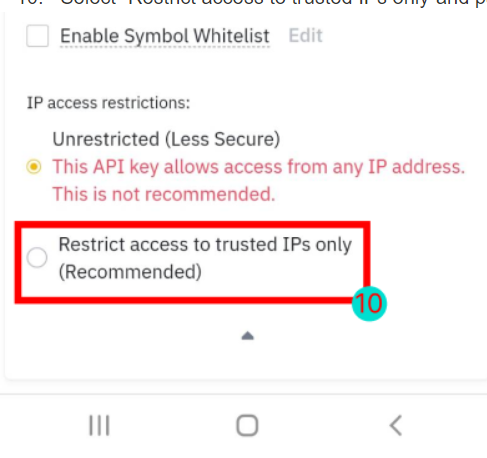 Enable Symbol Whitelist Edit
IP access restrictions:
Unrestricted (Less Secure)
This API key allows access from any IP address.
This is not recommended.
Restrict access to trusted IPs only
(Recommended)
10